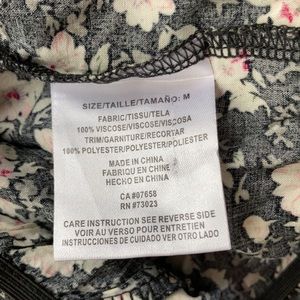 SIZE/TAILLE/TAMAÑO: M
FABRIC/TISSU/TELA
100% VISCOSE/VISCOSE/VISCOSA
TRIM/GARNITURE/RECORTAR
100% POLYESTER/POLYESTER/POLYESTER
MADE IN CHINA
FABRIQU EN CHINE
HECHO EN CHINA
CA #07658
RN #73023
CARE INSTRUCTION SEE REVERSE SIDE
VOIR AU VERSO POUR ENTRETIEN
INSTRUCCIONES DE CUIDADO VER OTRO LADO